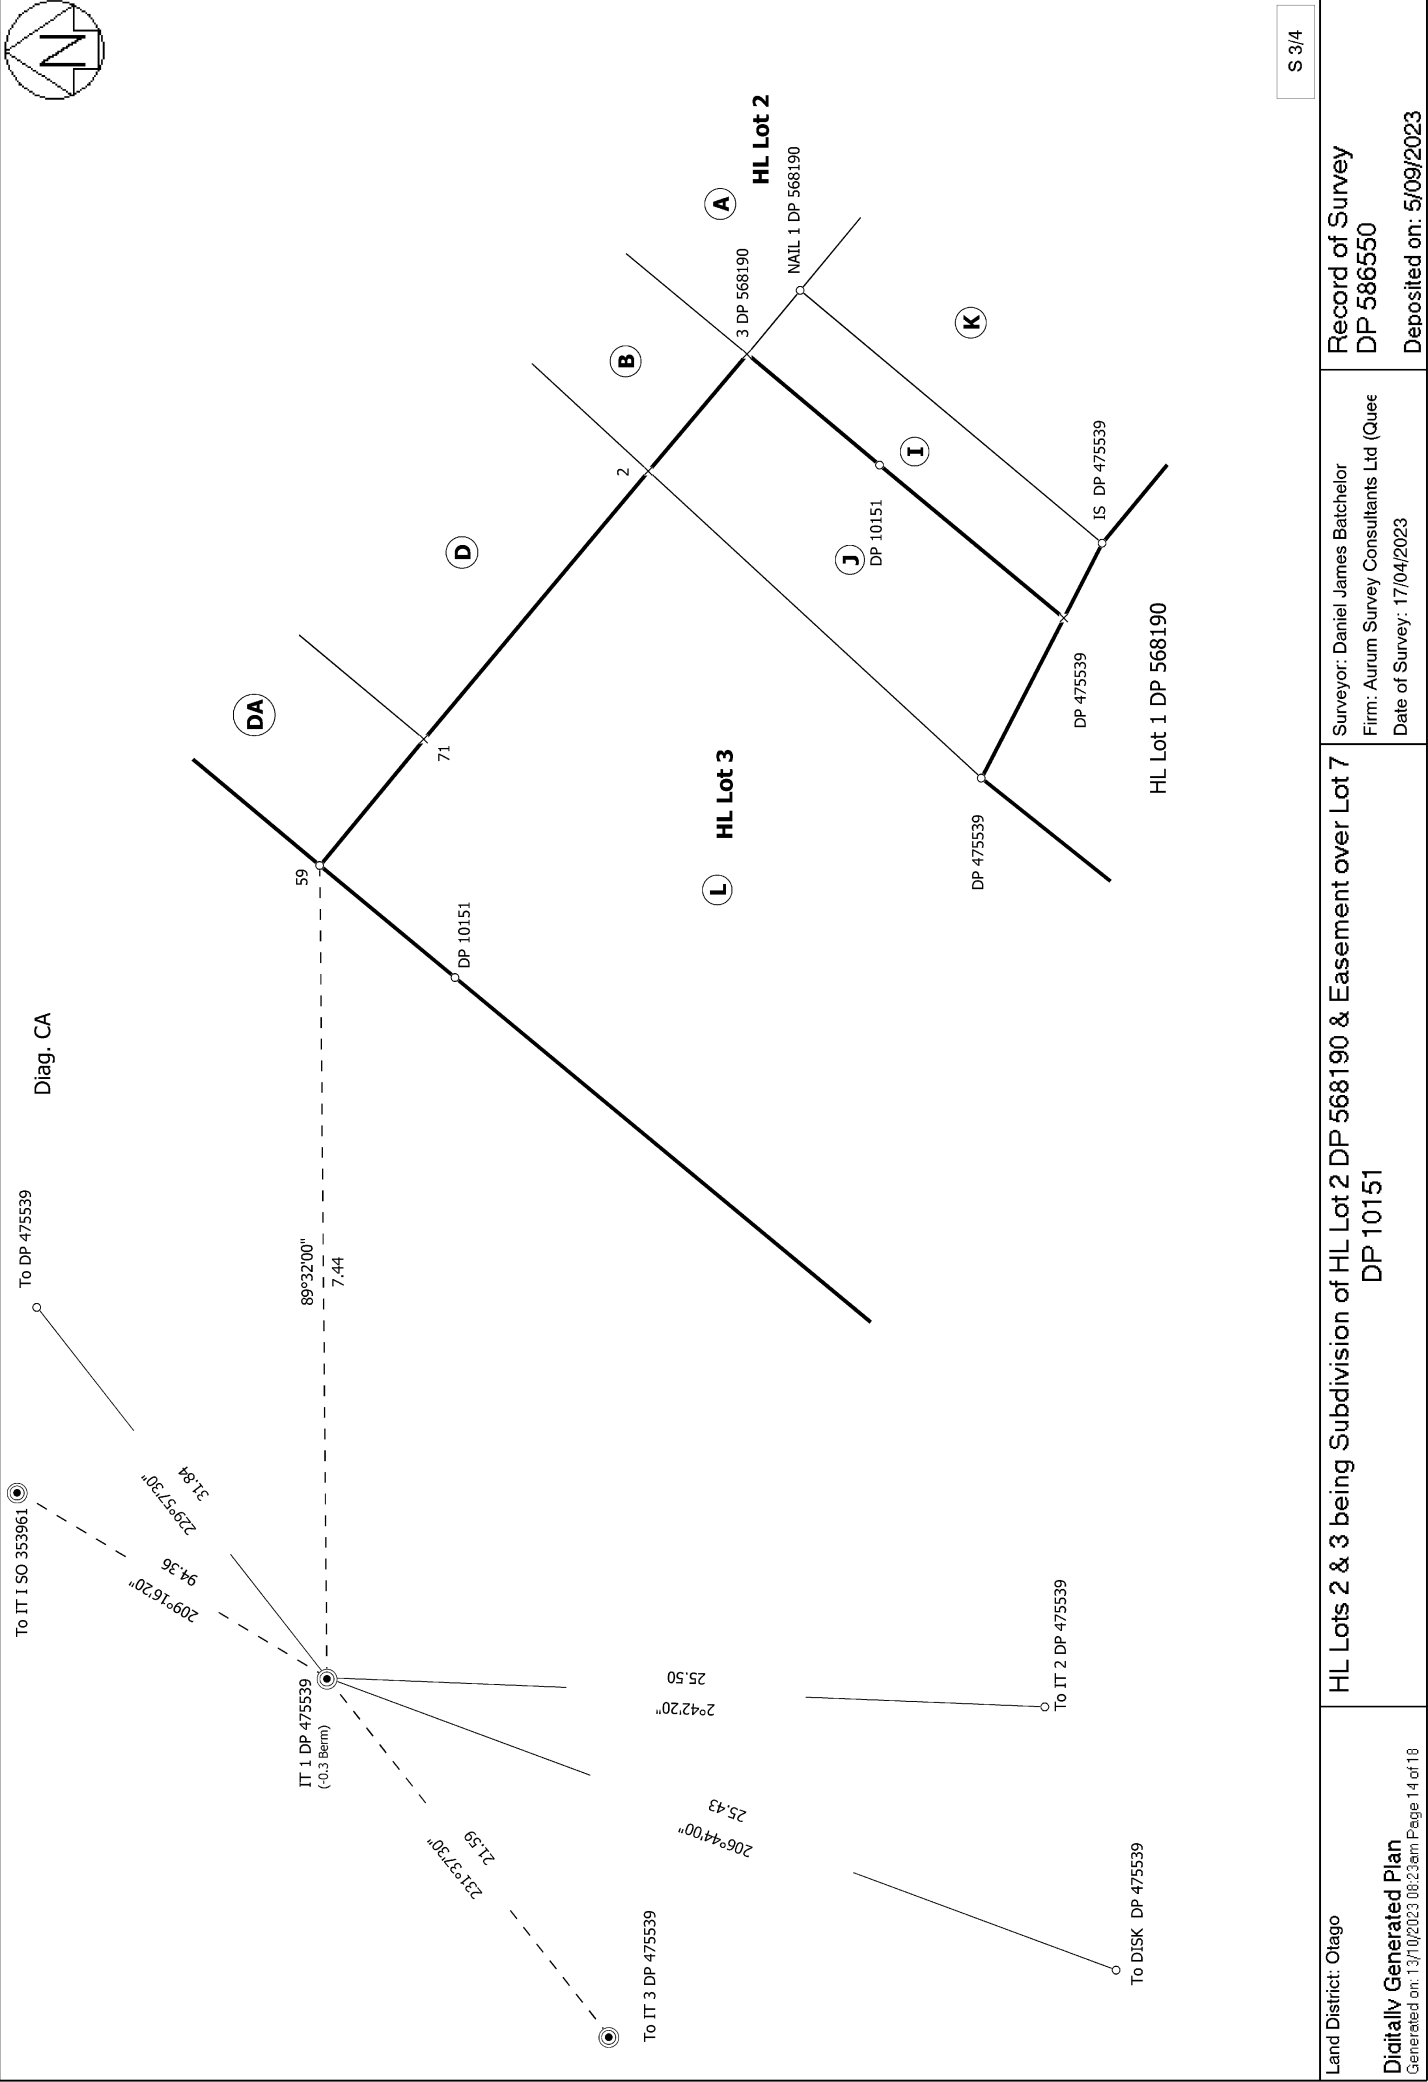 Diag. CA
To DP 475539
To IT I SO 353961
229°57'30"
31.84
209°16'20"
94.36
IT 1 DP 475539
(-0.3 Berm)
89°32'00"
7.44
231°37'30"
21.59
To IT 3 DP 475539
206°44'00"
25.43
To DISK DP 475539
2°42'20"
25.50
To IT 2 DP 475539
59
DP 10151
DA
71
D
2
B
3 DP 568190
A
HL Lot 2
NAIL 1 DP 568190
K
I
J
DP 10151
L
HL Lot 3
IS DP 475539
DP 475539
DP 475539
HL Lot 1 DP 568190
N
S 3/4
Land District: Otago
Digitally Generated Plan
Generated on: 13/10/2023 08:23am Page 14 of 18
HL Lots 2 & 3 being Subdivision of HL Lot 2 DP 568190 & Easement over Lot 7
DP 10151
Surveyor: Daniel James Batchelor
Firm: Aurum Survey Consultants Ltd (Quee
Date of Survey: 17/04/2023
Record of Survey
DP 586550
Deposited on: 5/09/2023